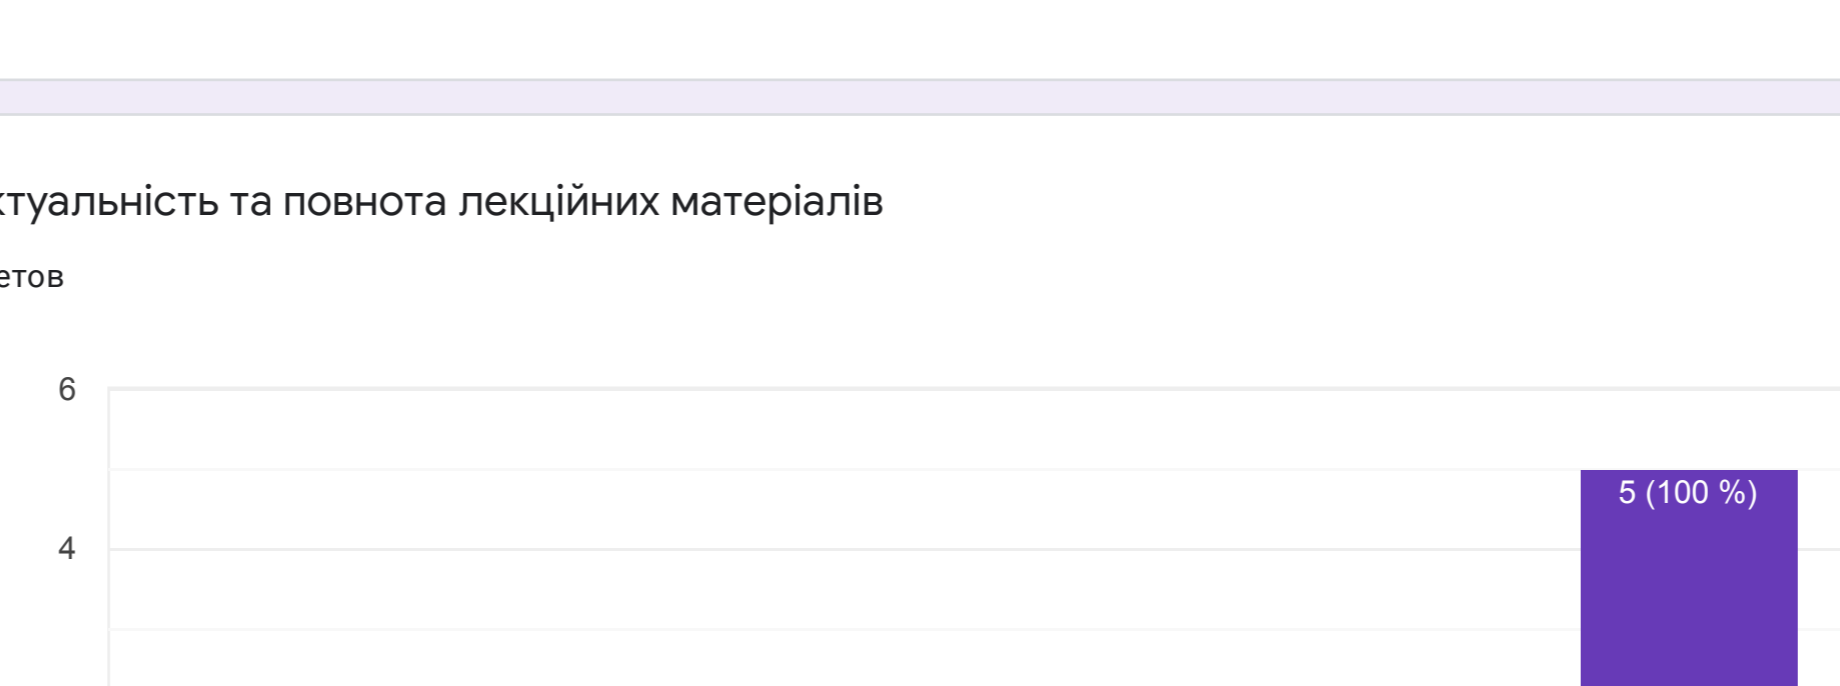 ктуальність та повнота лекційних матеріалів
етов
6
5 (100 %)
4